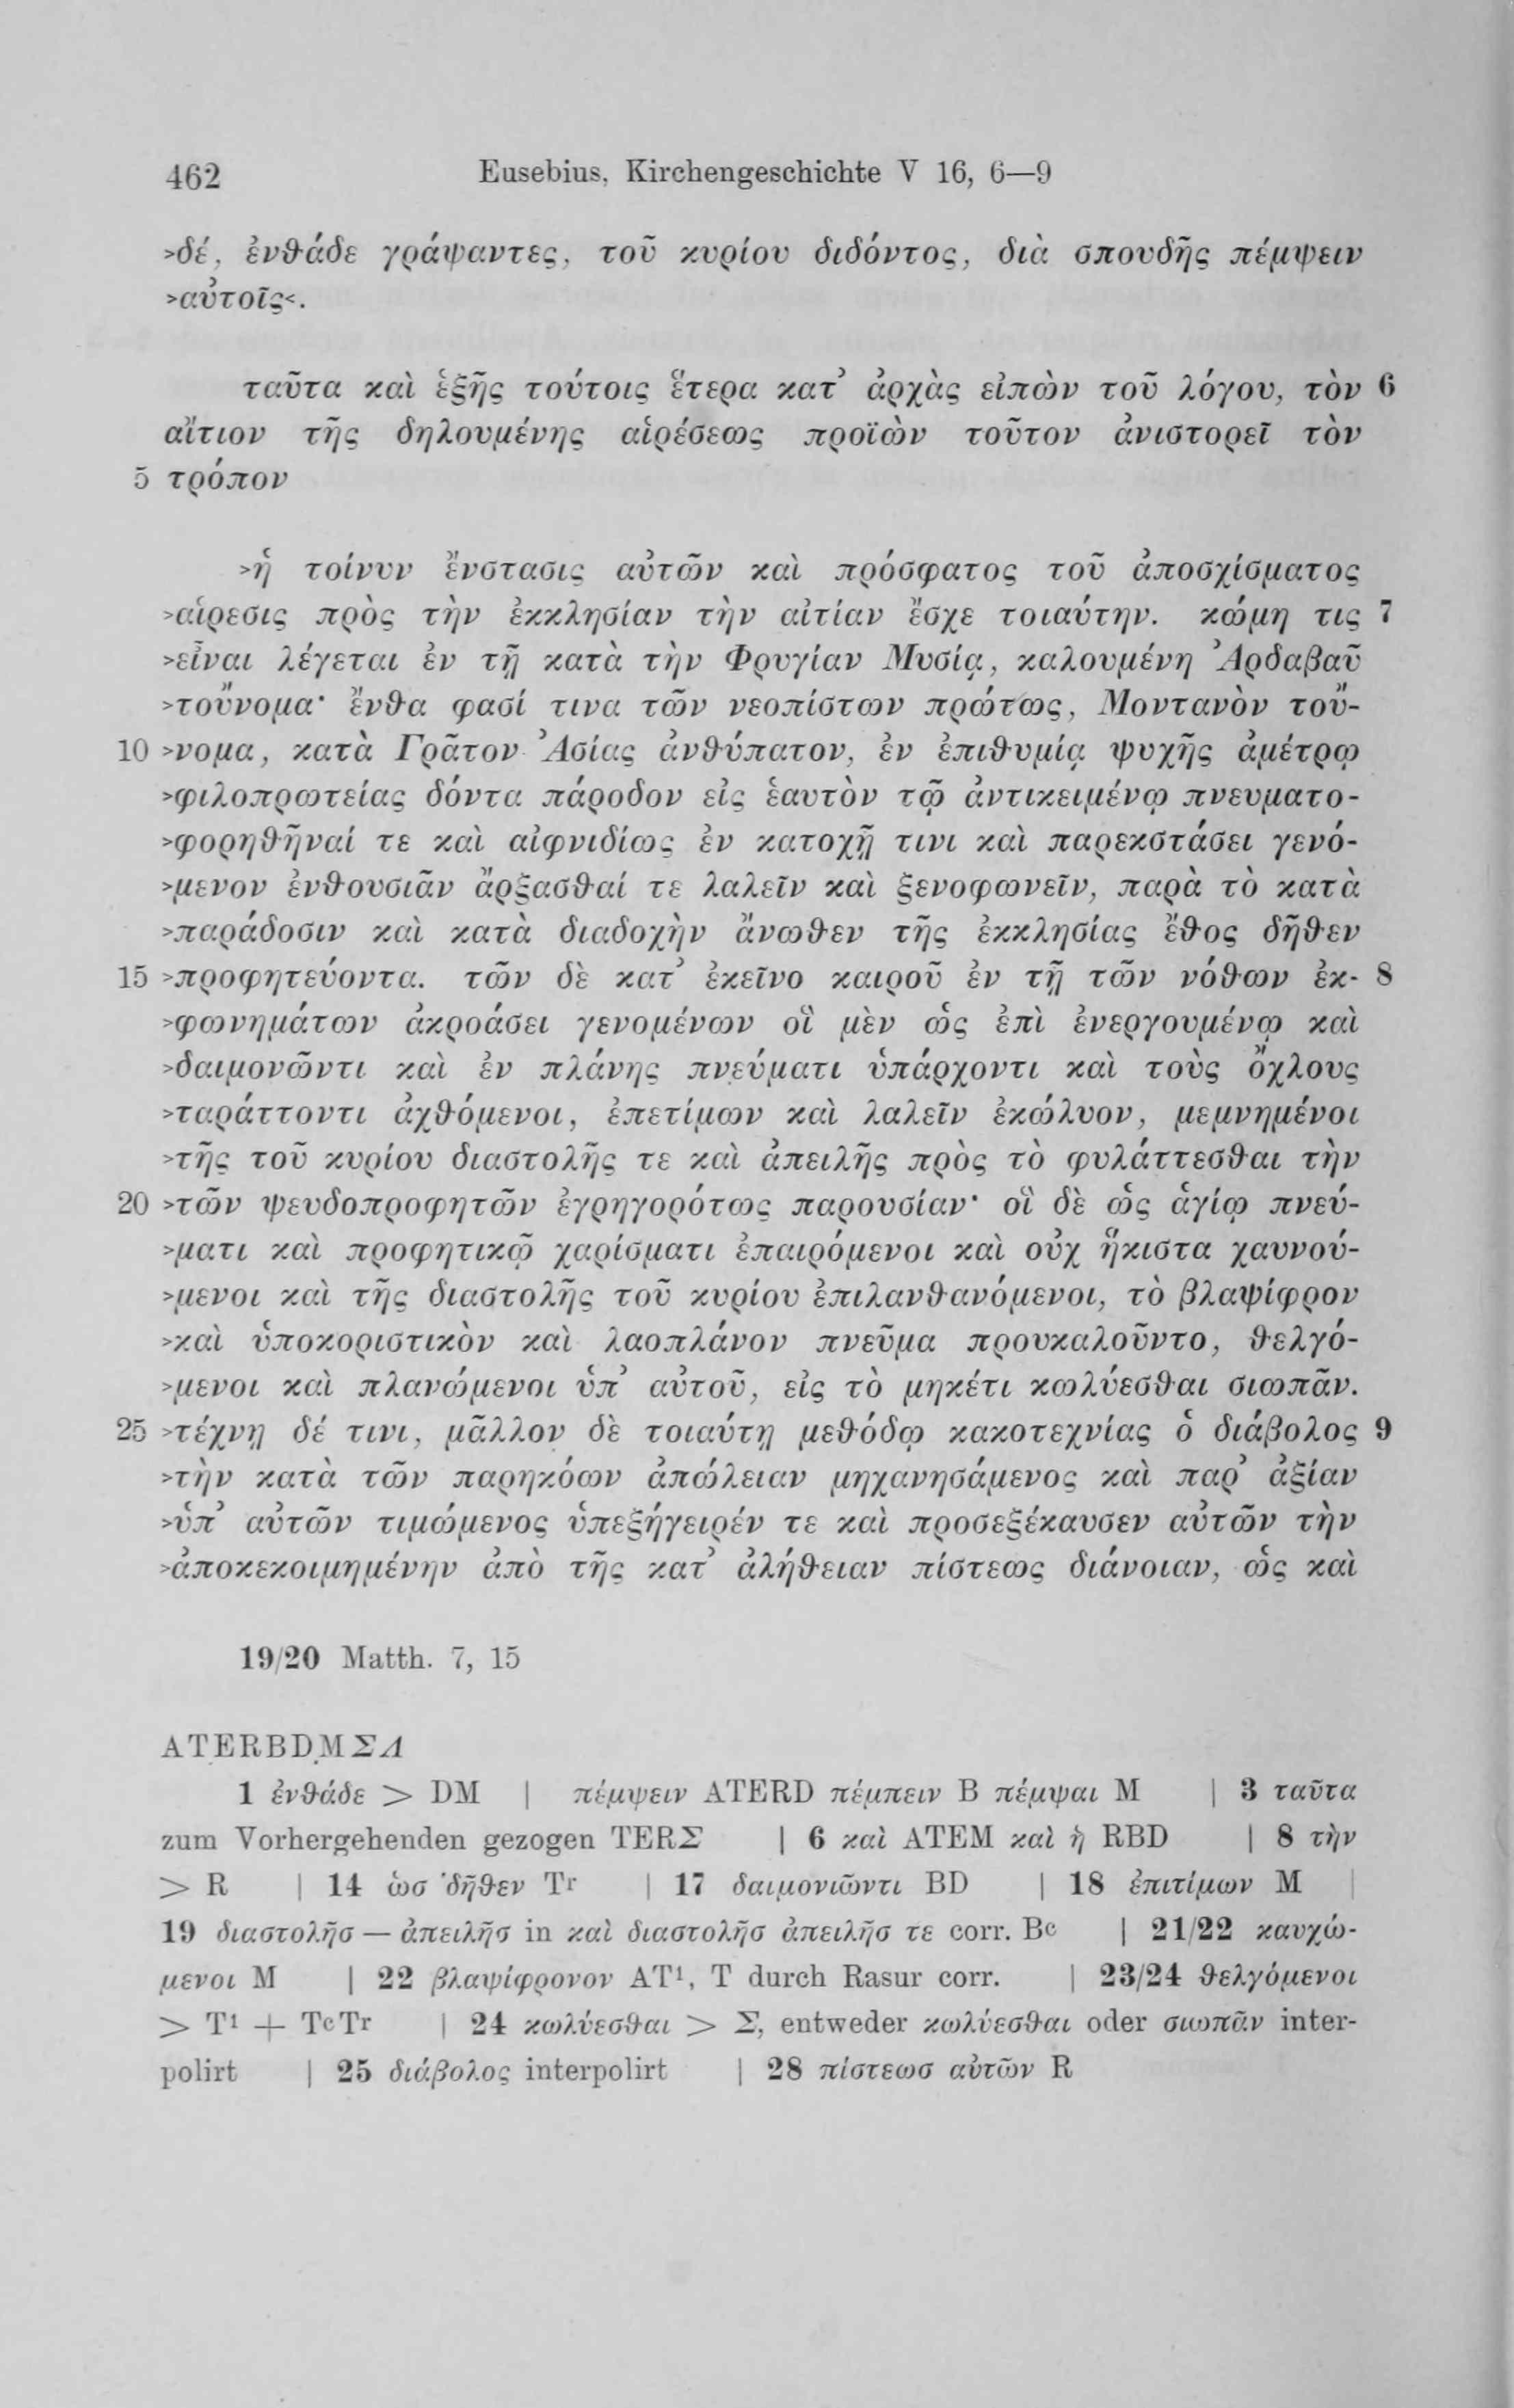 462 Eusebius, Kirchengeschichte V 16, 6—9
>δέ, ἐνθάδε γράψαντες, τοῦ κυρίου διδόντος, διὰ σπουδῆς πέμψειν
>αὐτοῖς<.
ταῦτα καὶ ἑξῆς τούτοις ἕτερα κατ’ ἀρχὰς εἰπὼν τοῦ λόγου, τὸν 6
αἴτιον τῆς δηλουμένης αἱρέσεως προϊὼν τοῦτον ἀνιστορεῖ τὸν
5 τρόπον
>ἡ τοίνυν ἔνστασις αὐτῶν καὶ πρόσφατος τοῦ ἀποσχίσματος
>αἵρεσις πρὸς τὴν ἐκκλησίαν τὴν αἰτίαν ἔσχε τοιαύτην. κώμη τις 7
>εἶναι λέγεται ἐν τῇ κατὰ τὴν Φρυγίαν Μυσίᾳ, καλουμένη Ἀρδαβαῦ
>τοὔνομα· ἔνθα φασί τινα τῶν νεοπίστων πρώτως, Μοντανὸν τοὔ-
10 >νομα, κατὰ Γρᾶτον Ἀσίας ἀνθύπατον, ἐν ἐπιθυμίᾳ ψυχῆς ἀμέτρῳ
>φιλοπρωτείας δόντα πάροδον εἰς ἑαυτὸν τῷ ἀντικειμένῳ πνευματο-
>φορηθῆναί τε καὶ αἰφνιδίως ἐν κατοχῇ τινι καὶ παρεκστάσει γενό-
>μενον ἐνθουσιᾶν ἄρξασθαί τε λαλεῖν καὶ ξενοφωνεῖν, παρὰ τὸ κατὰ
>παράδοσιν καὶ κατὰ διαδοχὴν ἄνωθεν τῆς ἐκκλησίας ἔθος δῆθεν
15 >προφητεύοντα. τῶν δὲ κατ’ ἐκεῖνο καιροῦ ἐν τῇ τῶν νόθων ἐκ- 8
>φωνημάτων ἀκροάσει γενομένων οἳ μὲν ὡς ἐπὶ ἐνεργουμένῳ καὶ
>δαιμονῶντι καὶ ἐν πλάνης πνεύματι ὑπάρχοντι καὶ τοὺς ὄχλους
>ταράττοντι ἀχθόμενοι, ἐπετίμων καὶ λαλεῖν ἐκώλυον, μεμνημένοι
>τῆς τοῦ κυρίου διαστολῆς τε καὶ ἀπειλῆς πρὸς τὸ φυλάττεσθαι τὴν
20 >τῶν ψευδοπροφητῶν ἐγρηγορότως παρουσίαν· οἳ δὲ ὡς ἁγίῳ πνεύ-
>ματι καὶ προφητικῷ χαρίσματι ἐπαιρόμενοι καὶ οὐχ ἥκιστα χαυνού-
>μενοι καὶ τῆς διαστολῆς τοῦ κυρίου ἐπιλανθανόμενοι, τὸ βλαψίφρον
>καὶ ὑποκοριστικὸν καὶ λαοπλάνον πνεῦμα προυκαλοῦντο, θελγό-
>μενοι καὶ πλανώμενοι ὑπ’ αὐτοῦ, εἰς τὸ μηκέτι κωλύεσθαι σιωπᾶν.
25 >τέχνῃ δέ τινι, μᾶλλον δὲ τοιαύτῃ μεθόδῳ κακοτεχνίας ὁ διάβολος 9
>τὴν κατὰ τῶν παρηκόων ἀπώλειαν μηχανησάμενος καὶ παρ’ ἀξίαν
>ὑπ’ αὐτῶν τιμώμενος ὑπεξήγειρέν τε καὶ προσεξέκαυσεν αὐτῶν τὴν
>ἀποκεκοιμημένην ἀπὸ τῆς κατ’ ἀλήθειαν πίστεως διάνοιαν, ὡς καὶ
19/20 Matth. 7, 15
ATERBDMΣΛ
1 ἐνθάδε > DM | πέμψειν ATERD πέμπειν B πέμψαι M | 3 ταῦτα
zum Vorhergehenden gezogen TERΣ | 6 καὶ ATEM καὶ ἡ RBD | 8 τὴν
> R | 14 ὡσ δῆθεν Tr | 17 δαιμονιῶντι BD | 18 ἐπιτίμων M |
19 διαστολῆσ — ἀπειλῆσ in καὶ διαστολῆσ ἀπειλῆσ τε corr. Bc | 21/22 καυχώ-
μενοι M | 22 βλαψίφρονον AT1, T durch Rasur corr. | 23/24 θελγόμενοι
> T1 + TcTr | 24 κωλύεσθαι > Σ, entweder κωλύεσθαι oder σιωπᾶν inter-
polirt | 25 διάβολος interpolirt | 28 πίστεωσ αὐτῶν R